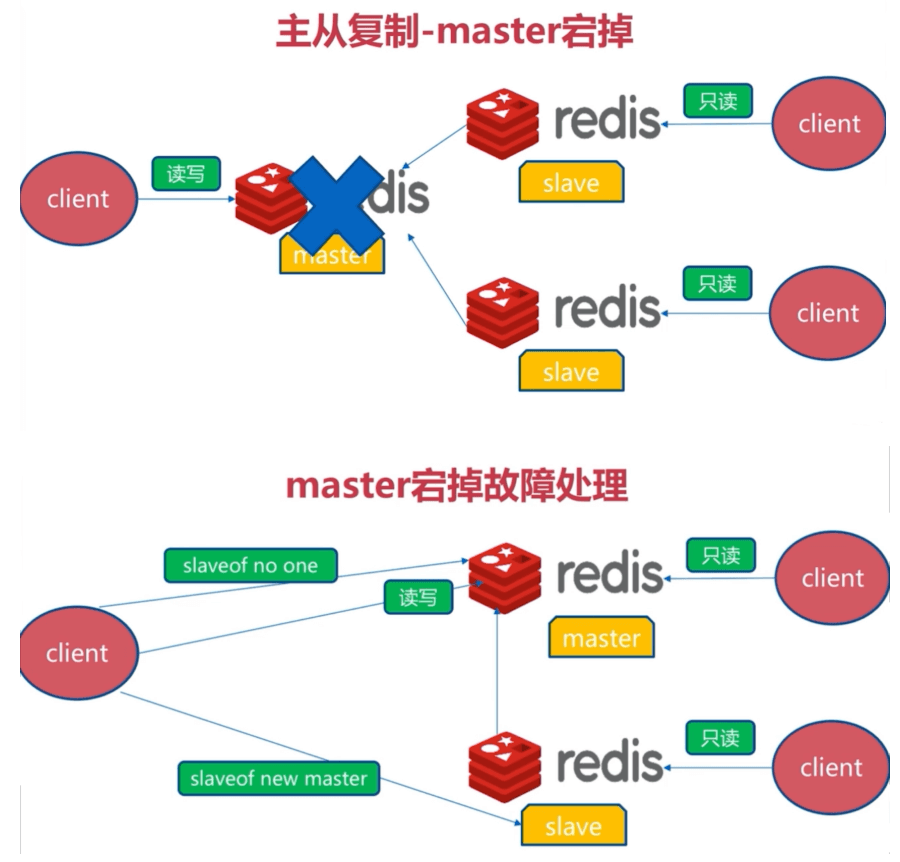 主从复制-master宕掉
redis
只读
client
slave
client
读写
dis
master
redis
只读
client
slave
master宕掉故障处理
slaveof no one
redis
只读
client
读写
master
client
redis
只读
client
slaveof new master
slave